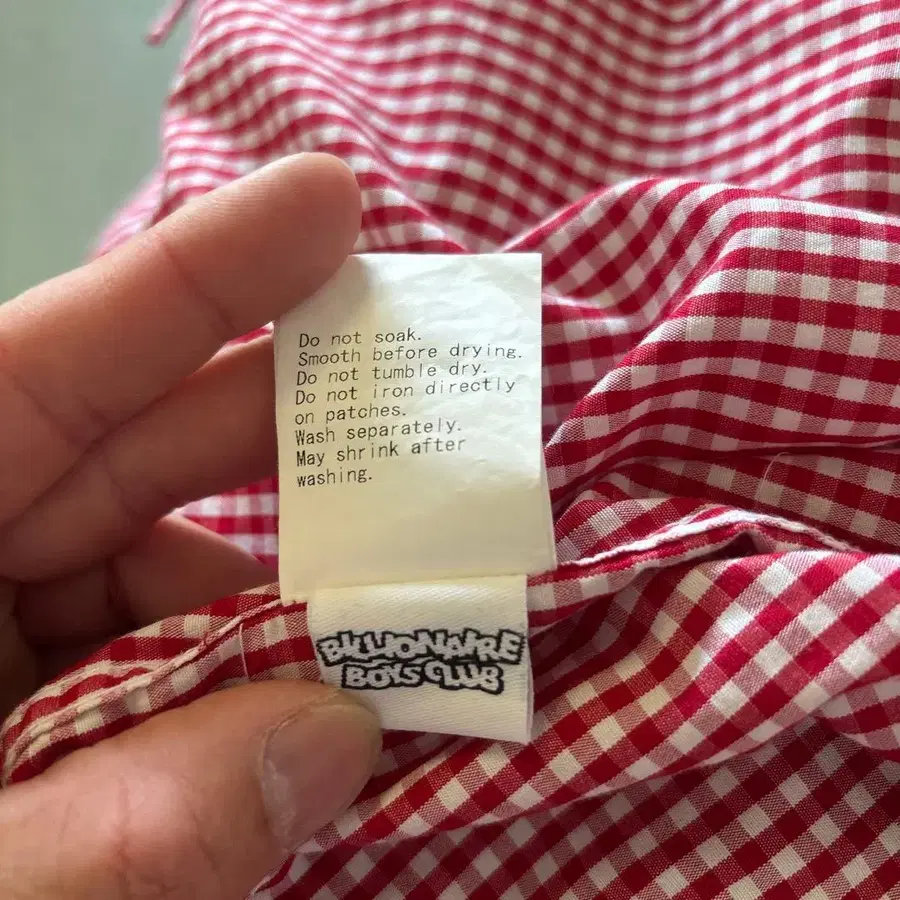 Do not soak.
Smooth before drying.
Do not tumble dry.
Do not iron directly
on patches.
Wash separately.
May shrink after
washing.
BILLIONAIRE
BOYS CLUB